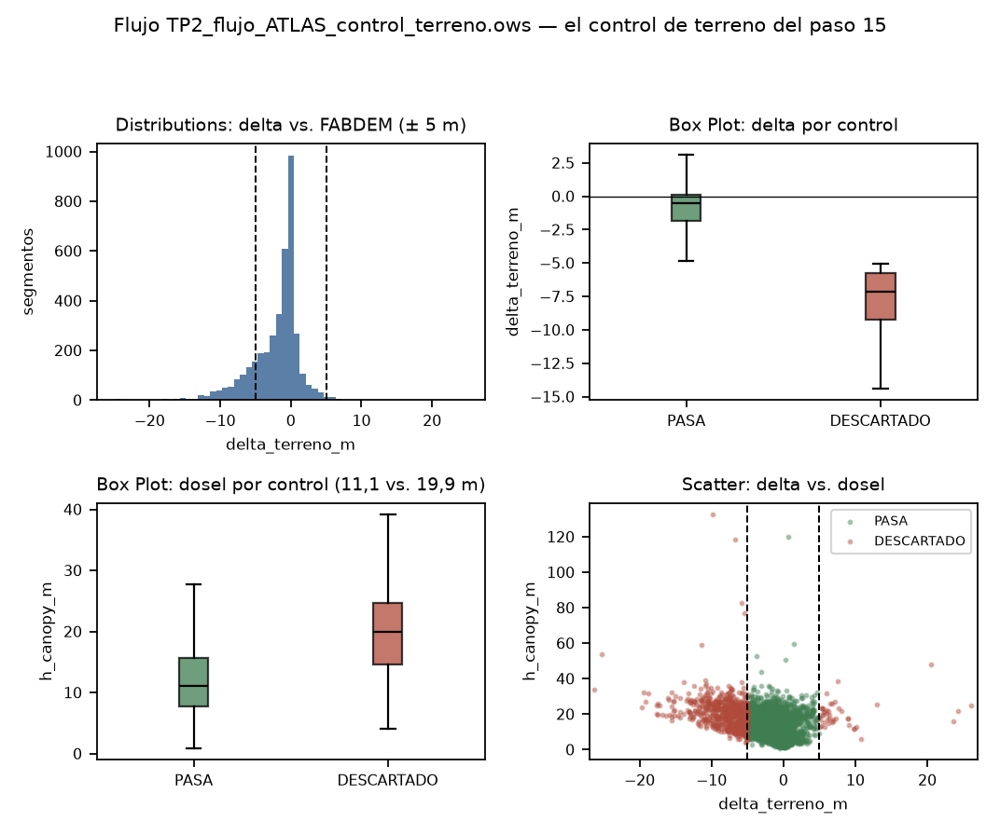 Flujo TP2_flujo_ATLAS_control_terreno.ows — el control de terreno del paso 15
Distributions: delta vs. FABDEM (± 5 m)
1000
800
600
400
200
0
segmentos
−20
−10
0
10
20
delta_terreno_m
Box Plot: delta por control
2.5
0.0
−2.5
−5.0
−7.5
−10.0
−12.5
−15.0
delta_terreno_m
PASA
DESCARTADO
Box Plot: dosel por control (11,1 vs. 19,9 m)
40
30
20
10
0
h_canopy_m
PASA
DESCARTADO
Scatter: delta vs. dosel
120
100
80
60
40
20
0
h_canopy_m
PASA
DESCARTADO
−20
−10
0
10
20
delta_terreno_m